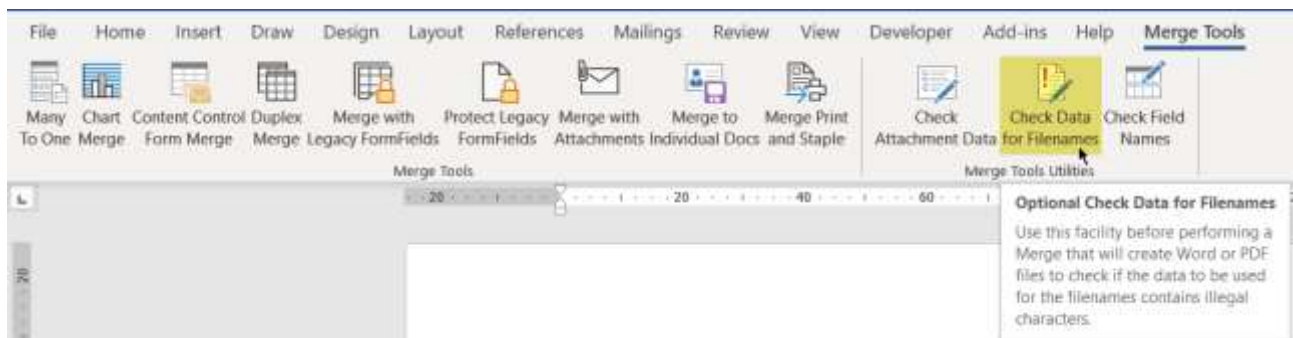 File Home Insert Draw Design Layout References Mailings Review View Developer Add-ins Help Merge Tools
Many Chart Content Control Duplex Merge with Protect Legacy Merge with Merge to Merge Print Check Check Data Check Field
To One Merge Form Merge Merge Legacy FormFields FormFields Attachments Individual Docs and Staple Attachment Data for Filenames Names
Merge Tools Merge Tools Utilities
20 20 40 60
Optional Check Data for Filenames
Use this facility before performing a
Merge that will create Word or PDF
files to check if the data to be used
for the filenames contains illegal
characters.
20